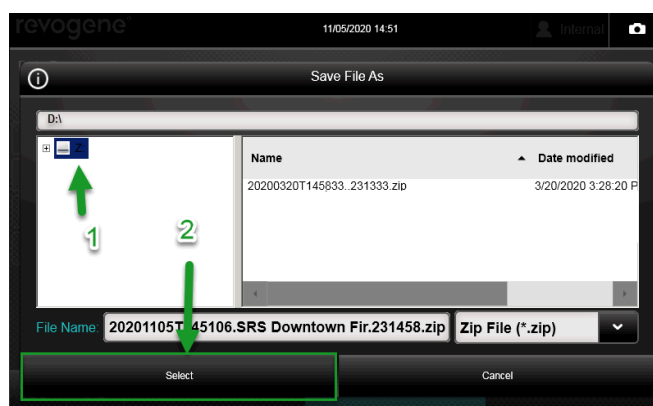 revogene
11/05/2020 14:51
Internal
Save File As
D:\
Z
Name
Date modified
20200320T145833..231333.zip
3/20/2020 3:28:20 P
1
2
File Name: 20201105T145106.SRS Downtown Fir.231458.zip Zip File (*.zip)
Select
Cancel